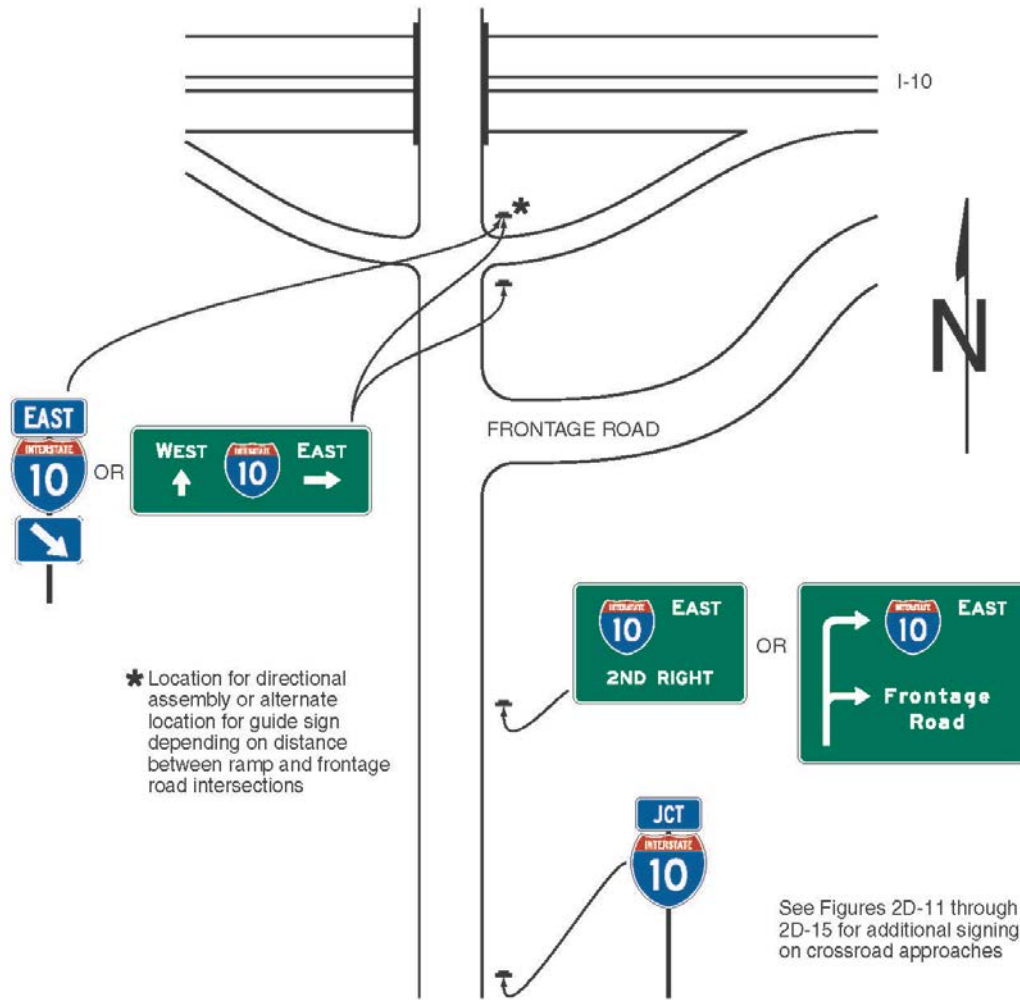 I-10
N
FRONTAGE ROAD
EAST
INTERSTATE
10
OR
WEST
INTERSTATE
10
EAST
INTERSTATE
10
EAST
2ND RIGHT
OR
INTERSTATE
10
EAST
Frontage
Road
* Location for directional
assembly or alternate
location for guide sign
depending on distance
between ramp and frontage
road intersections
JCT
INTERSTATE
10
See Figures 2D-11 through
2D-15 for additional signing
on crossroad approaches